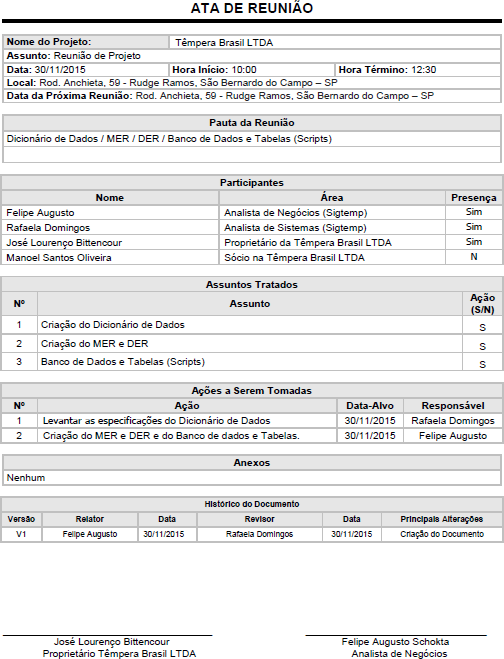 ATA DE REUNIÃO
Nome do Projeto: Têmpera Brasil LTDA
Assunto: Reunião de Projeto
Data: 30/11/2015 Hora Início: 10:00 Hora Término: 12:30
Local: Rod. Anchieta, 59 - Rudge Ramos, São Bernardo do Campo – SP
Data da Próxima Reunião: Rod. Anchieta, 59 - Rudge Ramos, São Bernardo do Campo – SP
Pauta da Reunião
Dicionário de Dados / MER / DER / Banco de Dados e Tabelas (Scripts)
Participantes
Nome Área Presença
Felipe Augusto Analista de Negócios (Sigtemp) Sim
Rafaela Domingos Analista de Sistemas (Sigtemp) Sim
José Lourenço Bittencour Proprietário da Têmpera Brasil LTDA Sim
Manoel Santos Oliveira Sócio na Têmpera Brasil LTDA N
Assuntos Tratados
Nº Assunto Ação (S/N)
1 Criação do Dicionário de Dados S
2 Criação do MER e DER S
3 Banco de Dados e Tabelas (Scripts) S
Ações a Serem Tomadas
Nº Ação Data-Alvo Responsável
1 Levantar as especificações do Dicionário de Dados 30/11/2015 Rafaela Domingos
2 Criação do MER e DER e do Banco de dados e Tabelas. 30/11/2015 Felipe Augusto
Anexos
Nenhum
Histórico do Documento
Versão Relator Data Revisor Data Principais Alterações
V1 Felipe Augusto 30/11/2015 Rafaela Domingos 30/11/2015 Criação do Documento
José Lourenço Bittencour Felipe Augusto Schokta
Proprietário Têmpera Brasil LTDA Analista de Negócios